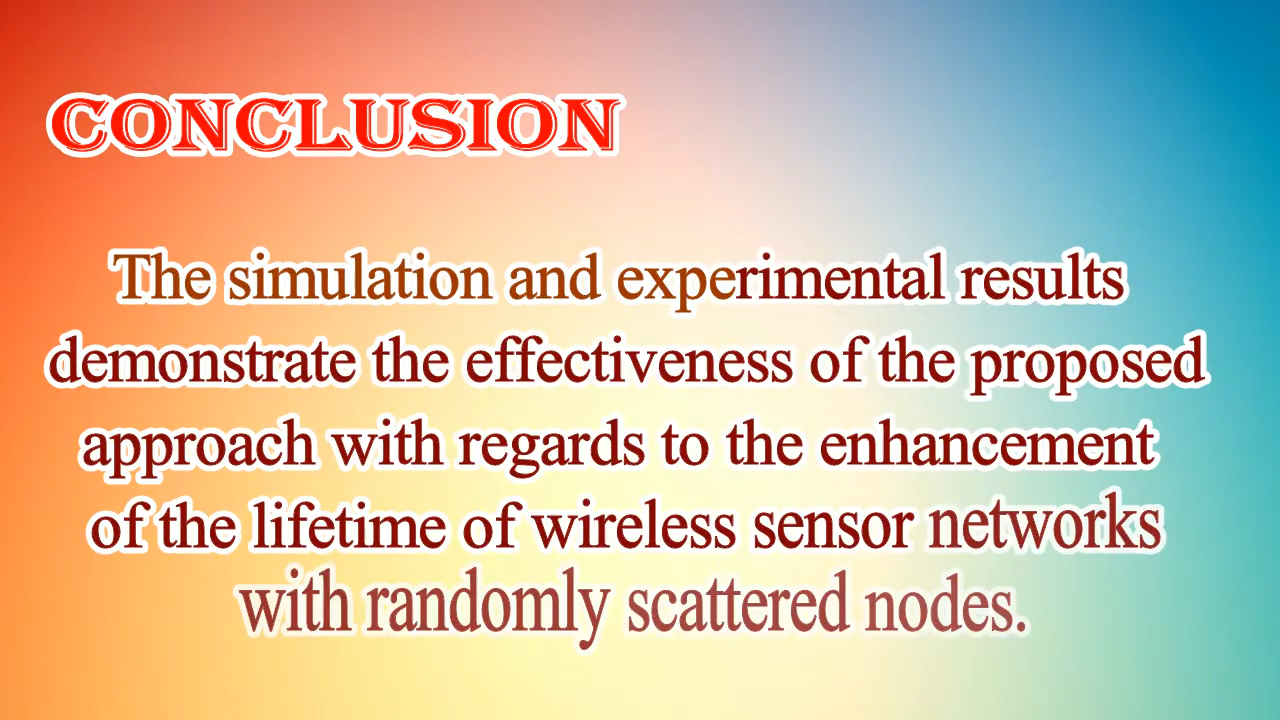 CONCLUSION
The simulation and experimental results
demonstrate the effectiveness of the proposed
approach with regards to the enhancement
of the lifetime of wireless sensor networks
with randomly scattered nodes.